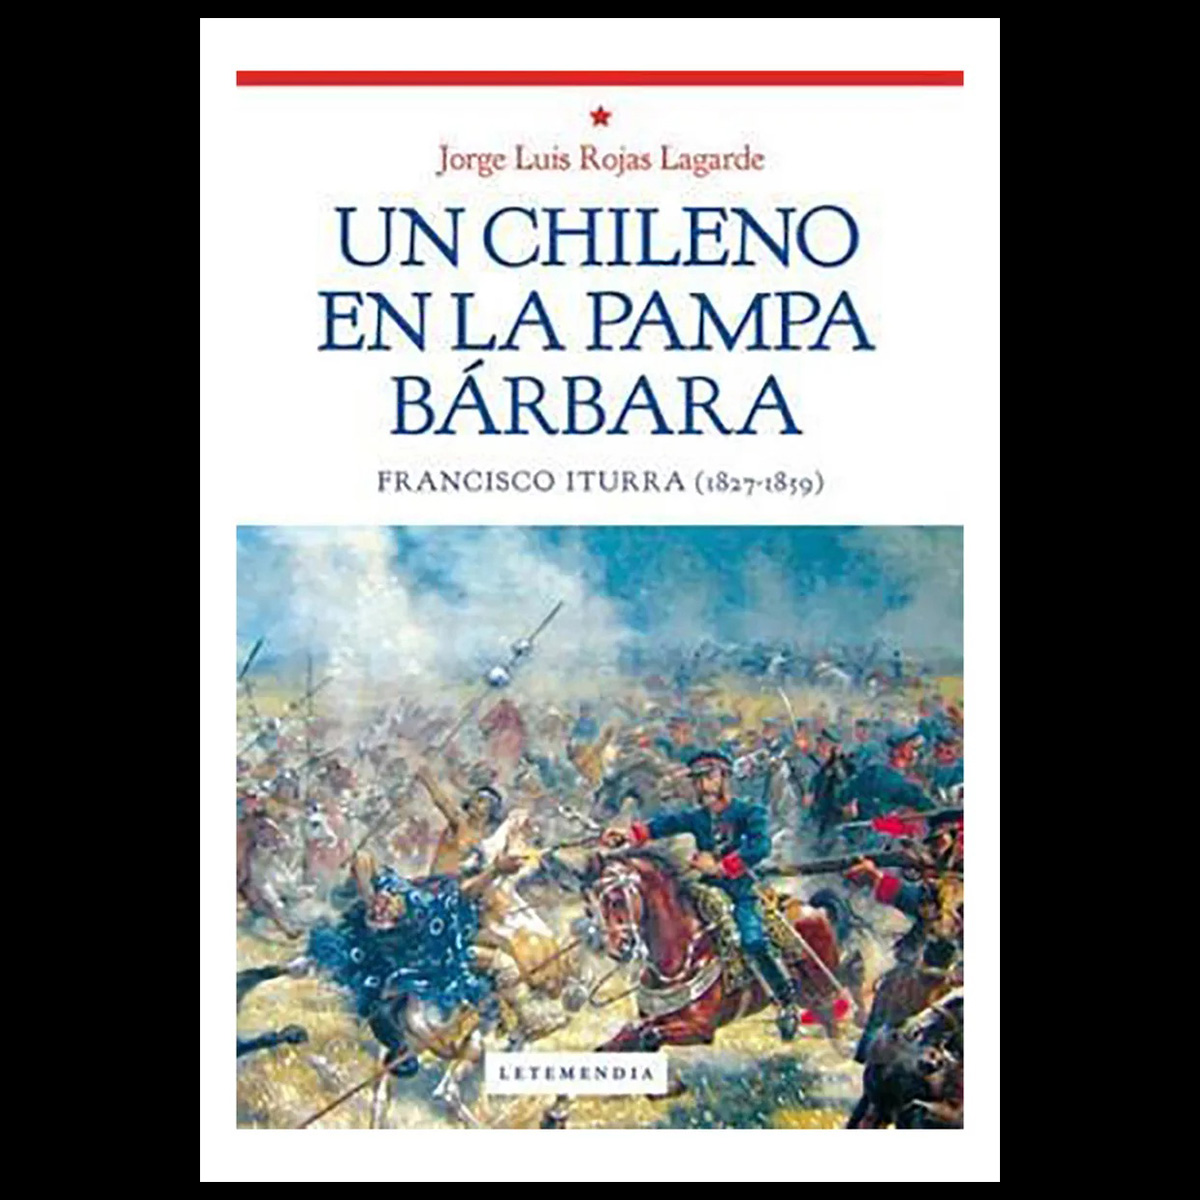 Jorge Luis Rojas Lagarde
UN CHILENO
EN LA PAMPA
BÁRBARA
FRANCISCO ITURRA (1827-1859)
LETEMENDIA